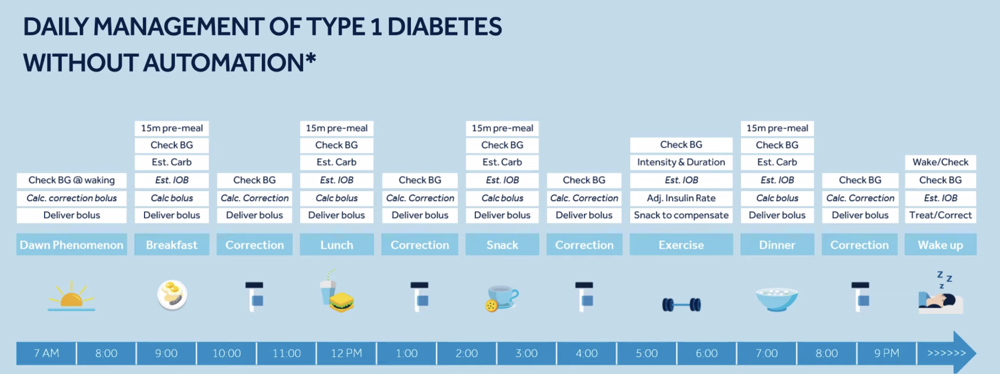 DAILY MANAGEMENT OF TYPE 1 DIABETES
WITHOUT AUTOMATION*
Check BG @ waking
Calc. correction bolus
Deliver bolus
Dawn Phenomenon
15m pre-meal
Check BG
Est. Carb
Est. IOB
Calc bolus
Deliver bolus
Breakfast
Check BG
Calc. Correction
Deliver bolus
Correction
15m pre-meal
Check BG
Est. Carb
Est. IOB
Calc bolus
Deliver bolus
Lunch
Check BG
Calc. Correction
Deliver bolus
Correction
15m pre-meal
Check BG
Est. Carb
Est. IOB
Calc bolus
Deliver bolus
Snack
Check BG
Calc. Correction
Deliver bolus
Correction
Check BG
Intensity & Duration
Est. IOB
Adj. Insulin Rate
Snack to compensate
Exercise
15m pre-meal
Check BG
Est. Carb
Est. IOB
Calc bolus
Deliver bolus
Dinner
Check BG
Calc. Correction
Deliver bolus
Correction
Wake/Check
Check BG
Est. IOB
Treat/Correct
Wake up
Z Z
z
7 AM 8:00 9:00 10:00 11:00 12 PM 1:00 2:00 3:00 4:00 5:00 6:00 7:00 8:00 9 PM >>>>>>